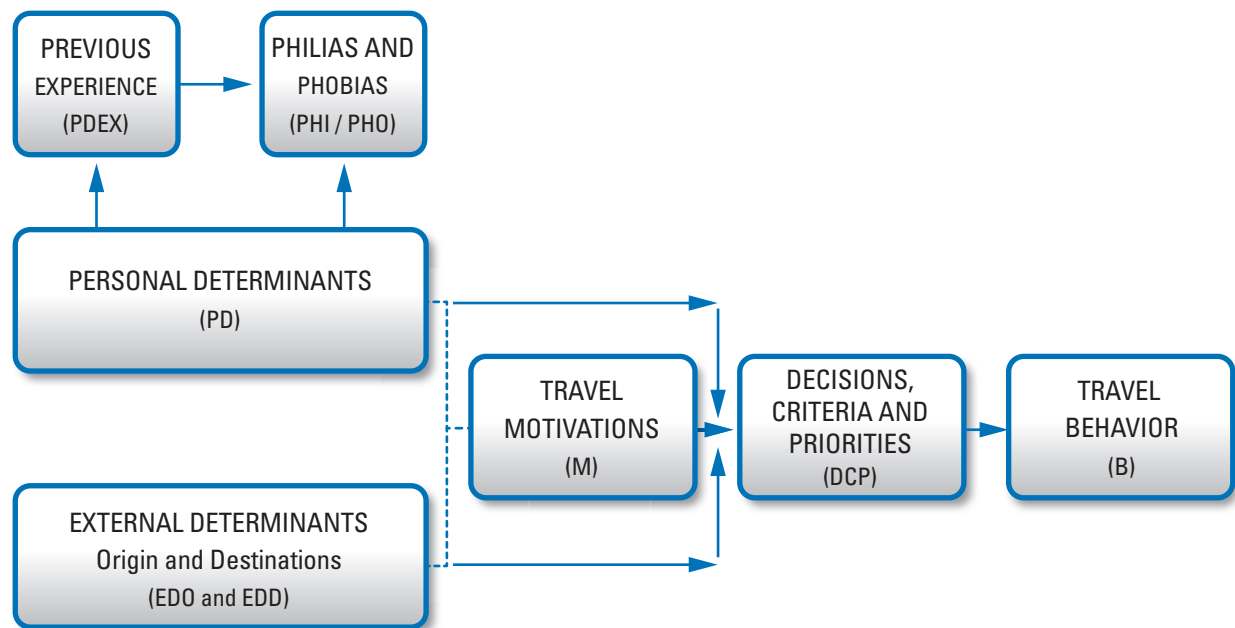 PREVIOUS
EXPERIENCE
(PDEX)
PHILIAS AND
PHOBIAS
(PHI / PHO)
PERSONAL DETERMINANTS
(PD)
TRAVEL
MOTIVATIONS
(M)
DECISIONS,
CRITERIA AND
PRIORITIES
(DCP)
TRAVEL
BEHAVIOR
(B)
EXTERNAL DETERMINANTS
Origin and Destinations
(EDO and EDD)